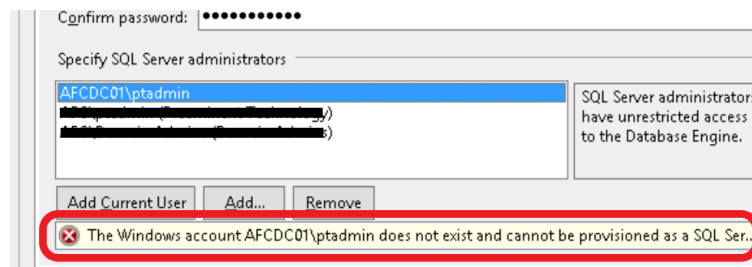 Confirm password:
Specify SQL Server administrators
AFCDC01\ptadmin
SQL Server administrators
have unrestricted access
to the Database Engine.
Add Current User Add... Remove
The Windows account AFCDC01\ptadmin does not exist and cannot be provisioned as a SQL Ser...